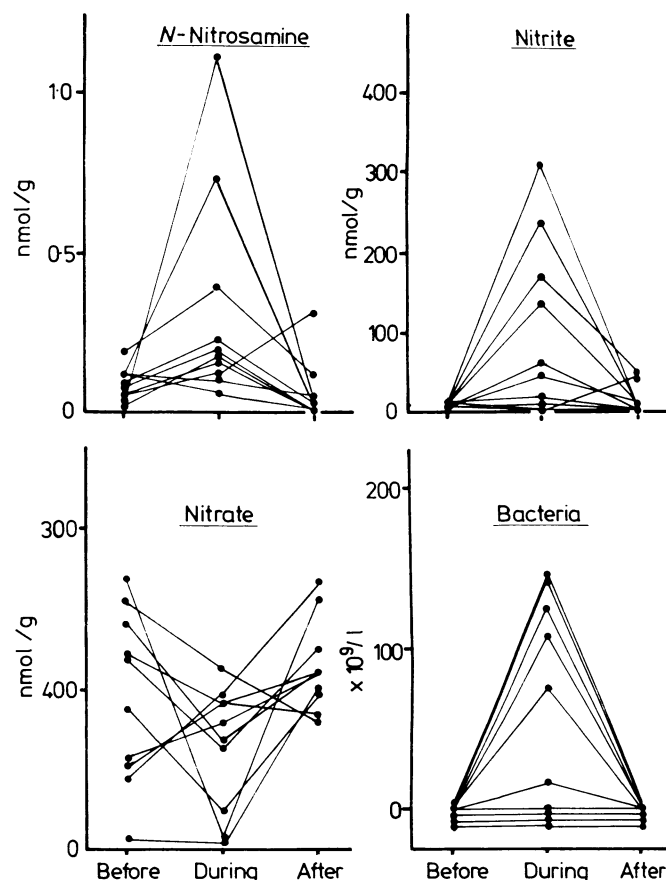 N-Nitrosamine
1·0
0·5
0
nmol/g
Nitrite
400
300
200
100
0
nmol/g
Nitrate
300
400
0
nmol/g
Before During After
Bacteria
200
100
0
x 10⁹/l
Before During After